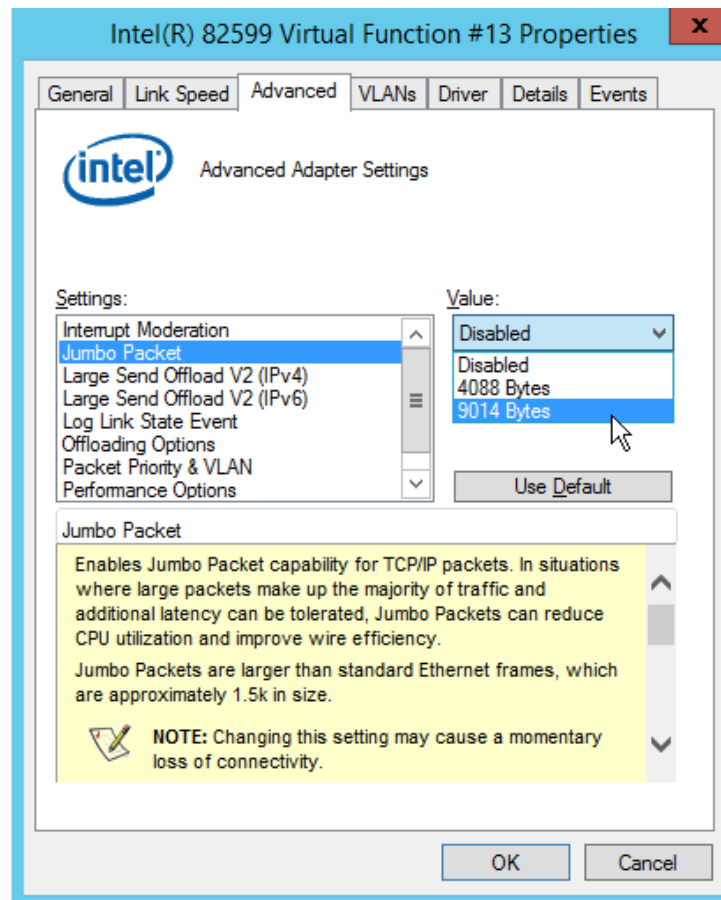 Intel(R) 82599 Virtual Function #13 Properties
x
General Link Speed Advanced VLANs Driver Details Events
intel
Advanced Adapter Settings
Settings:
Value:
Interrupt Moderation
Jumbo Packet
Large Send Offload V2 (IPv4)
Large Send Offload V2 (IPv6)
Log Link State Event
Offloading Options
Packet Priority & VLAN
Performance Options
Disabled
Disabled
4088 Bytes
9014 Bytes
Use Default
Jumbo Packet
Enables Jumbo Packet capability for TCP/IP packets. In situations
where large packets make up the majority of traffic and
additional latency can be tolerated, Jumbo Packets can reduce
CPU utilization and improve wire efficiency.
Jumbo Packets are larger than standard Ethernet frames, which
are approximately 1.5k in size.
NOTE: Changing this setting may cause a momentary
loss of connectivity.
OK
Cancel